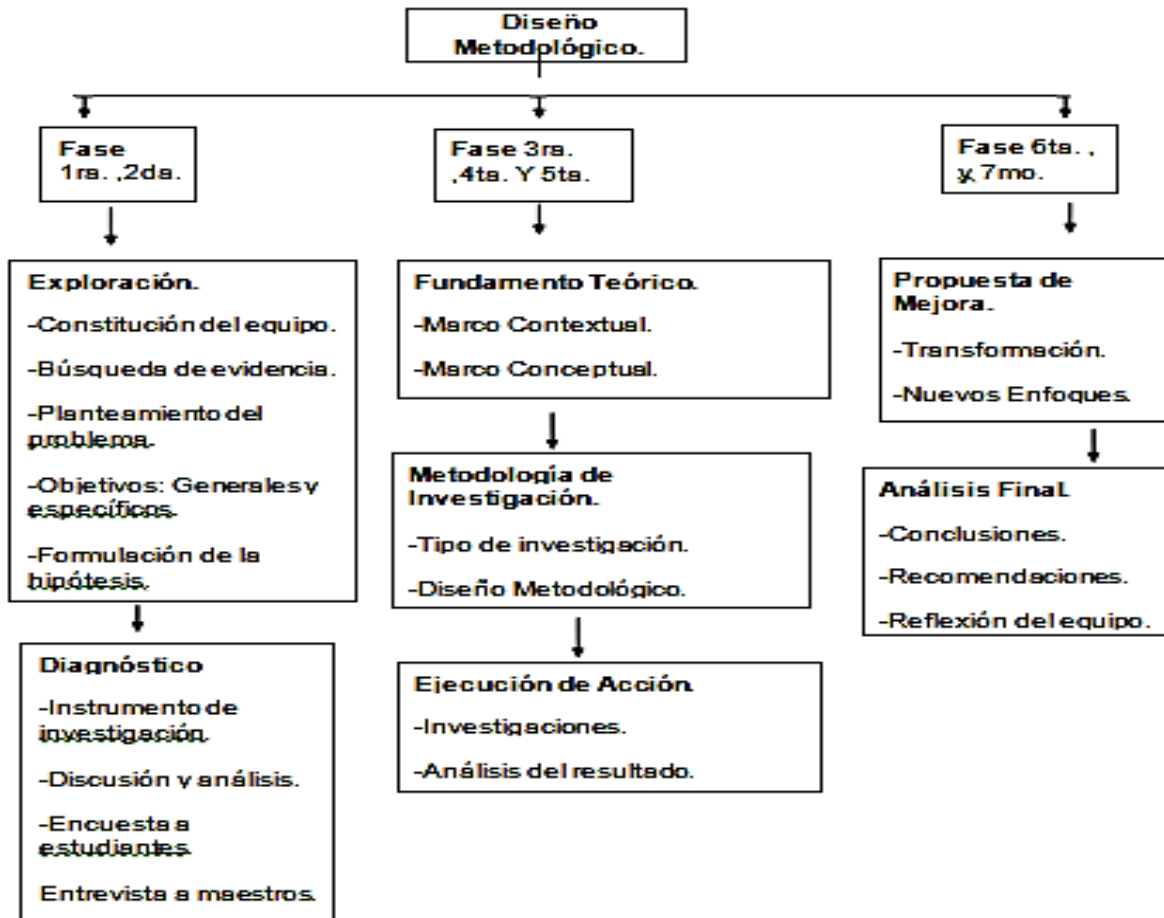 Diseño
Metodológico.
Fase
1ra. ,2da.
Fase 3ra.
,4ta. Y 5ta.
Fase 6ta. ,
y 7mo.
Exploración.
-Constitución del equipo.
-Búsqueda de evidencia.
-Planteamiento del
problema.
-Objetivos: Generales y
específicos.
-Formulación de la
hipótesis.
Diagnóstico
-Instrumento de
investigación.
-Discusión y análisis.
-Encuesta a
estudiantes
Entrevista a maestros.
Fundamento Teórico.
-Marco Contextual.
-Marco Conceptual.
Metodología de
Investigación.
-Tipo de investigación.
-Diseño Metodológico.
Ejecución de Acción.
-Investigaciones.
-Análisis del resultado.
Propuesta de
Mejora.
-Transformación.
-Nuevos Enfoques.
Análisis Final.
-Conclusiones.
-Recomendaciones.
-Reflexión del equipo.